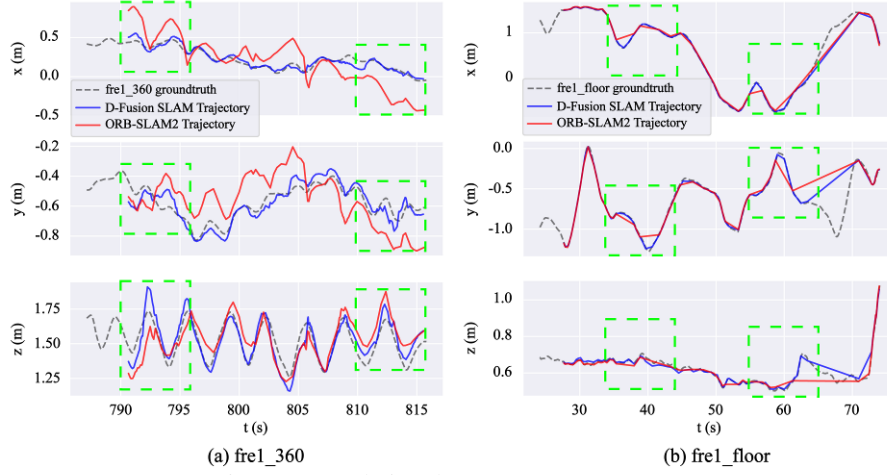 x (m)
0.5
0.0
-0.5
fre1_360 groundtruth
D-Fusion SLAM Trajectory
ORB-SLAM2 Trajectory
y (m)
-0.2
-0.4
-0.6
-0.8
z (m)
1.75
1.50
1.25
790 795 800 805 810 815
t (s)
(a) fre1_360
x (m)
1
0
fre1_floor groundtruth
D-Fusion SLAM Trajectory
ORB-SLAM2 Trajectory
y (m)
0.0
-0.5
-1.0
z (m)
1.0
0.8
0.6
30 40 50 60 70
t (s)
(b) fre1_floor